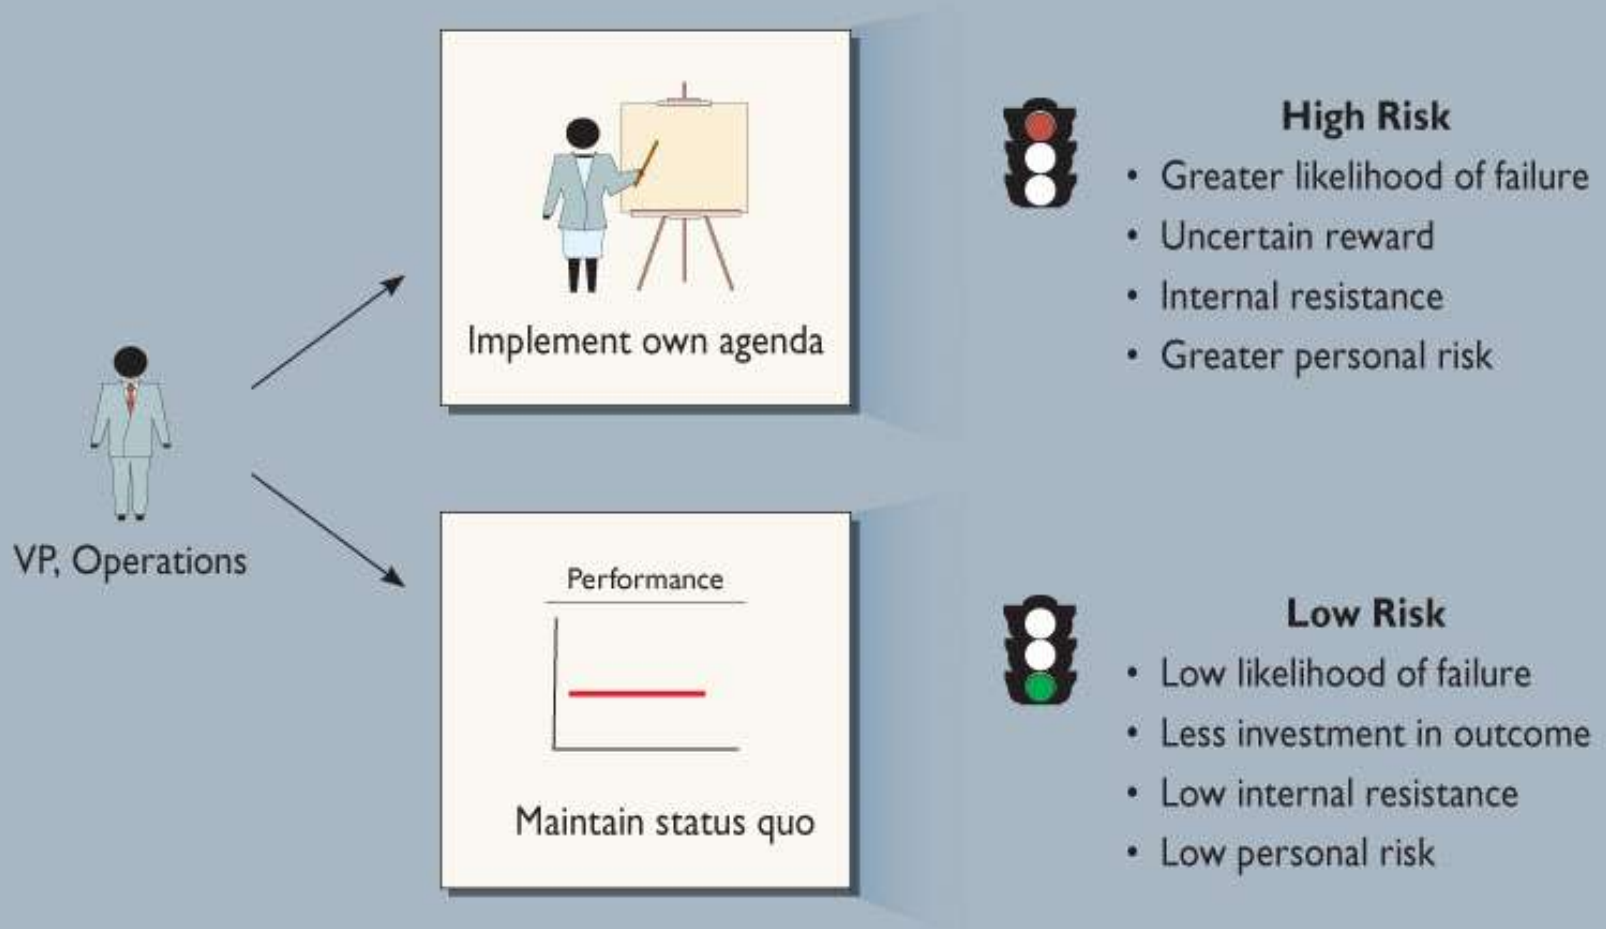 VP, Operations
Implement own agenda
High Risk
• Greater likelihood of failure
• Uncertain reward
• Internal resistance
• Greater personal risk
Performance
Maintain status quo
Low Risk
• Low likelihood of failure
• Less investment in outcome
• Low internal resistance
• Low personal risk